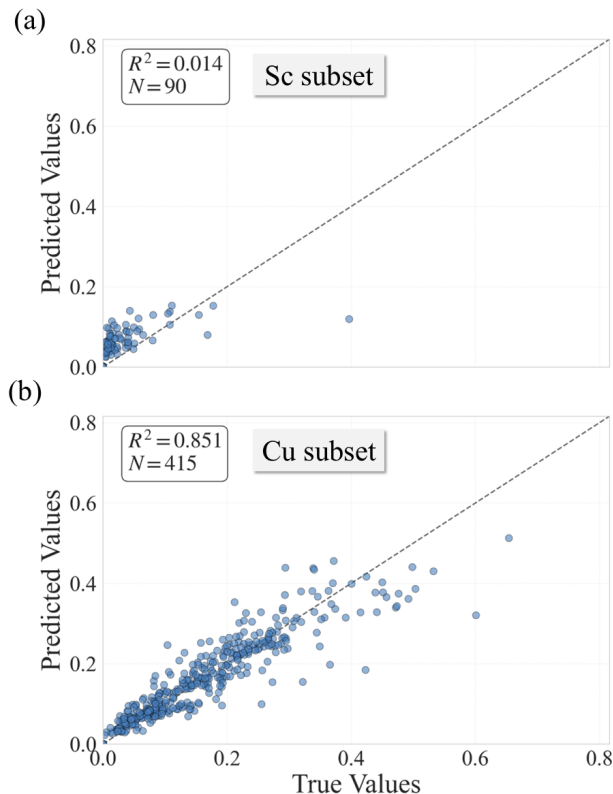 (a)
R² = 0.014
N = 90
Sc subset
Predicted Values
0.8
0.6
0.4
0.2
0.0
(b)
R² = 0.851
N = 415
Cu subset
Predicted Values
0.8
0.6
0.4
0.2
0.0
0.0 0.2 0.4 0.6 0.8
True Values